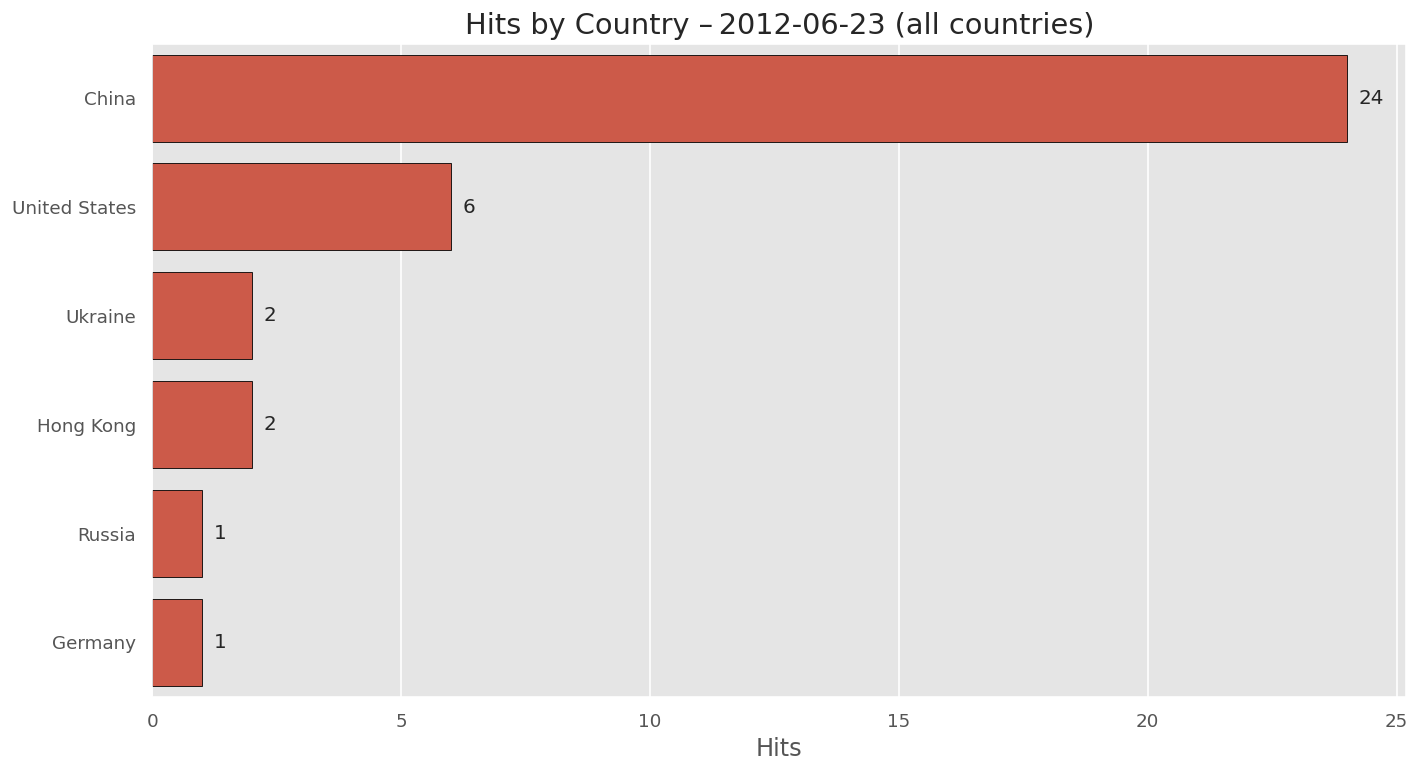 Hits by Country – 2012-06-23 (all countries)
China 24
United States 6
Ukraine 2
Hong Kong 2
Russia 1
Germany 1
0 5 10 15 20 25
Hits